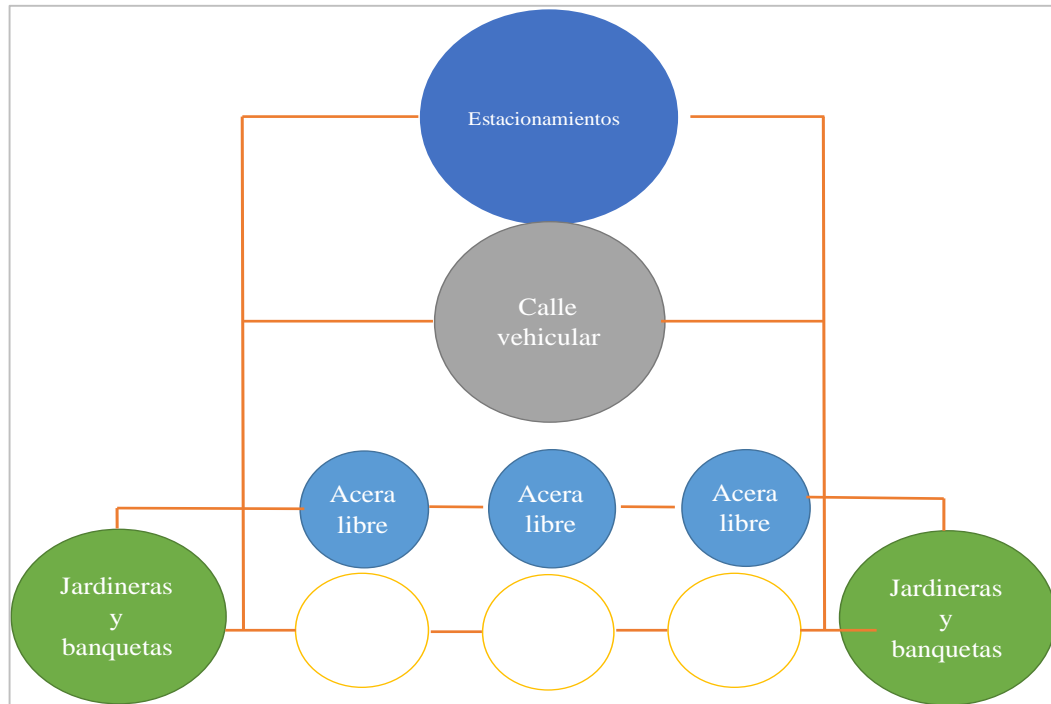 Estacionamientos
Calle
vehicular
Acera
libre
Acera
libre
Acera
libre
Jardineras
y
banquetas
Jardineras
y
banquetas